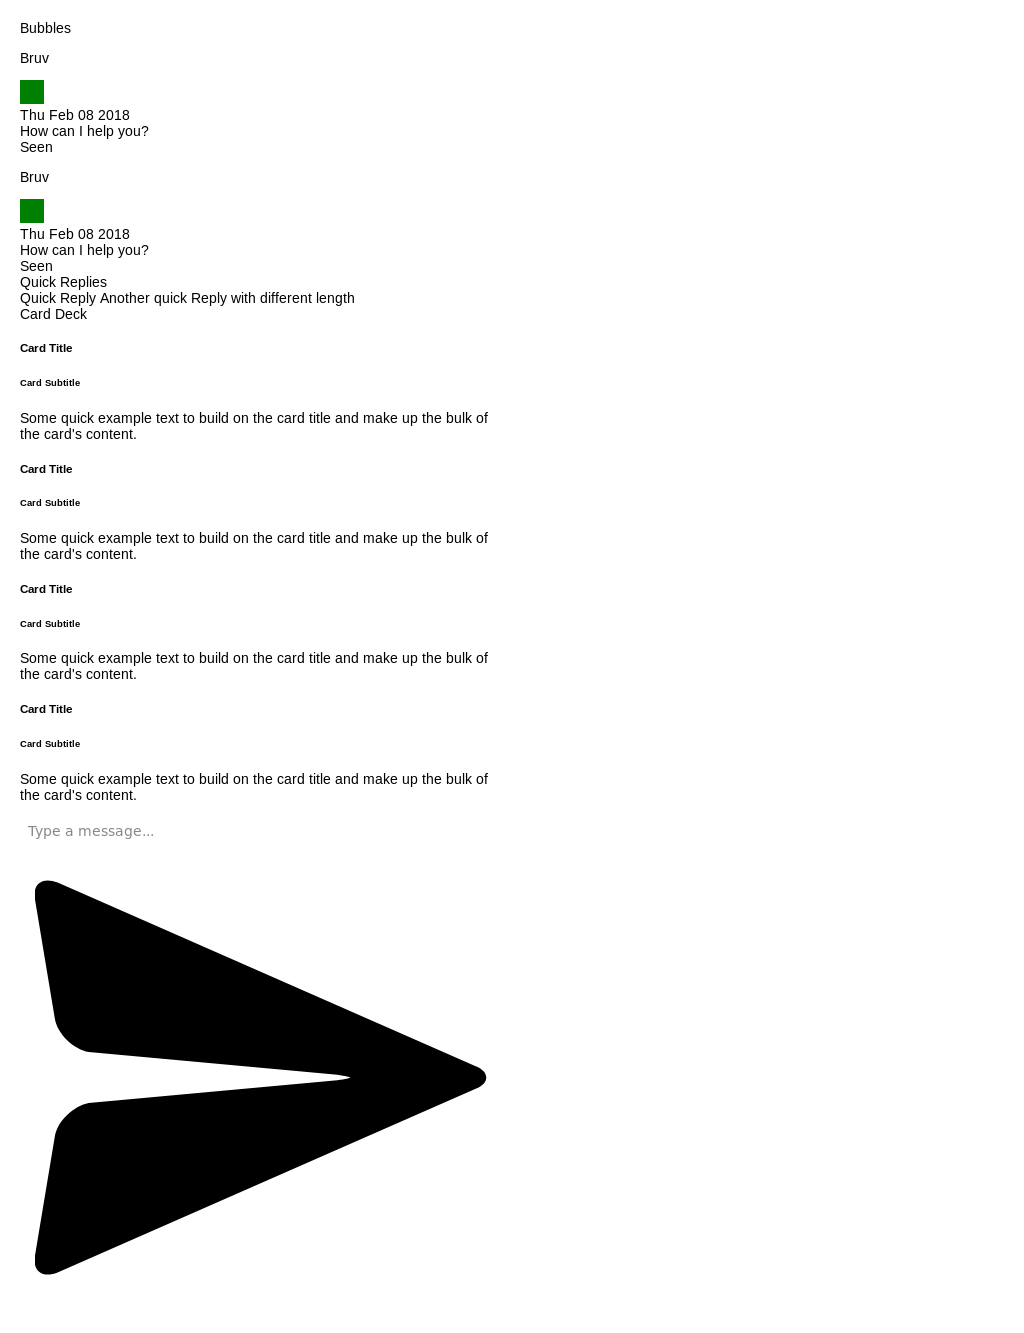 Bubbles
Bruv
Thu Feb 08 2018
How can I help you?
Seen
Bruv
Thu Feb 08 2018
How can I help you?
Seen
Quick Replies
Quick Reply Another quick Reply with different length
Card Deck
Card Title
Card Subtitle
Some quick example text to build on the card title and make up the bulk of
the card's content.
Card Title
Card Subtitle
Some quick example text to build on the card title and make up the bulk of
the card's content.
Card Title
Card Subtitle
Some quick example text to build on the card title and make up the bulk of
the card's content.
Card Title
Card Subtitle
Some quick example text to build on the card title and make up the bulk of
the card's content.
Type a message...